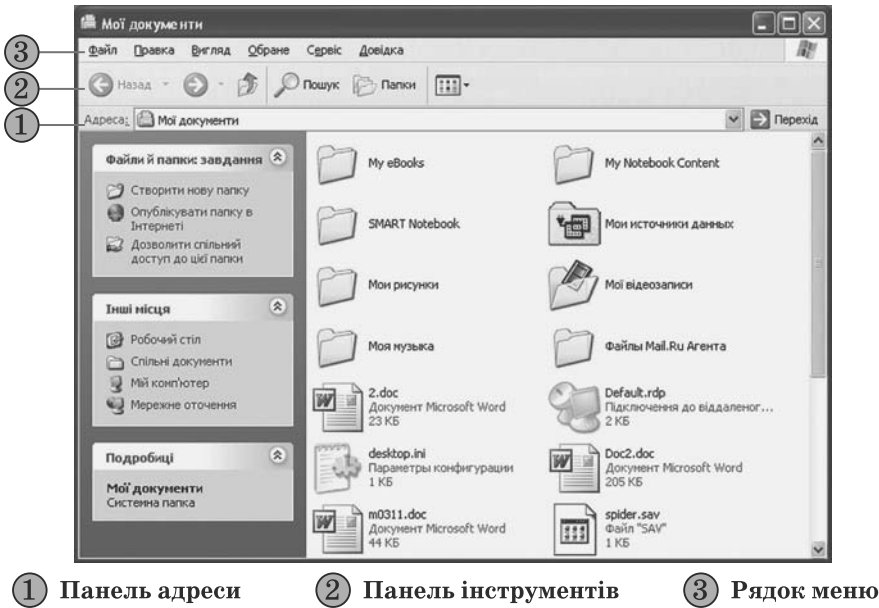 Мої документи
3 Файл Правка Вигляд Обране Сервіс Довідка
2 Назад Пошук Папки
1 Адреса: Мої документи Перехід
Файли й папки: завдання
Створити нову папку
Опублікувати папку в
Інтернеті
Дозволити спільний
доступ до цієї папки
Інші місця
Робочий стіл
Спільні документи
Мій комп'ютер
Мережне оточення
Подробиці
Мої документи
Системна папка
My eBooks
My Notebook Content
SMART Notebook
Мои источники данных
Мои рисунки
Мої відеозаписи
Моя музыка
Файлы Mail.Ru Агента
2.doc
Документ Microsoft Word
23 КБ
Default.rdp
Підключення до віддаленог...
2 КБ
desktop.ini
Параметры конфигурации
1 КБ
Doc2.doc
Документ Microsoft Word
205 КБ
m0311.doc
Документ Microsoft Word
44 КБ
spider.sav
Файл "SAV"
1 КБ
1 Панель адреси 2 Панель інструментів 3 Рядок меню